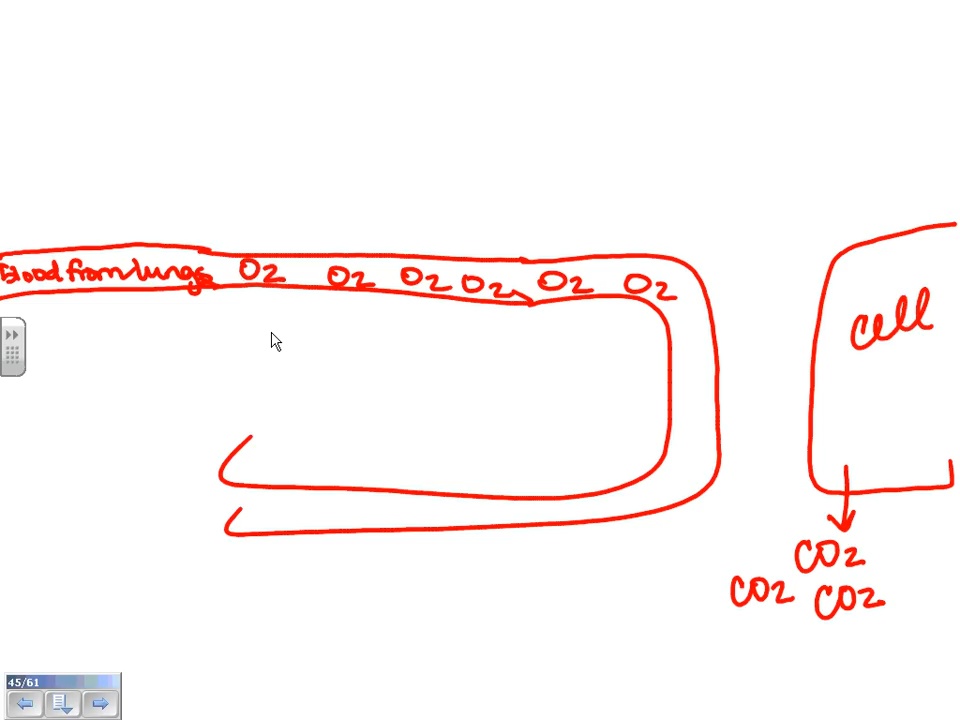 Blood from lungs O2 O2 O2 O2 O2 O2
cell
CO2
CO2 CO2
45/61